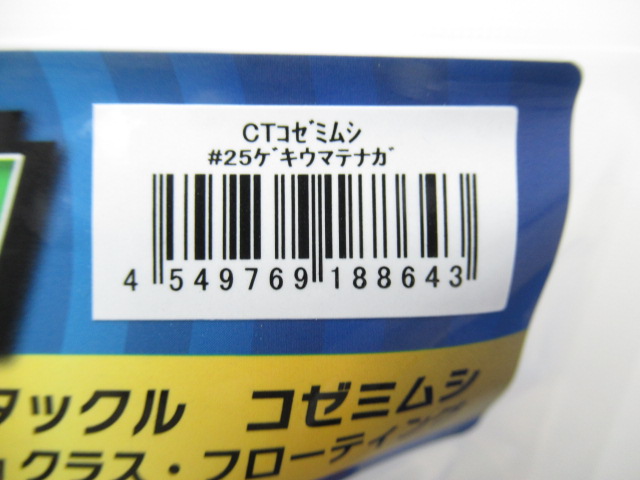 CTｺｾﾞﾐﾑｼ
#25ｹﾞｷｳﾏﾃﾅｶﾞ
4 549769 188643
タックル コゼミムシ
クラス・フローティング